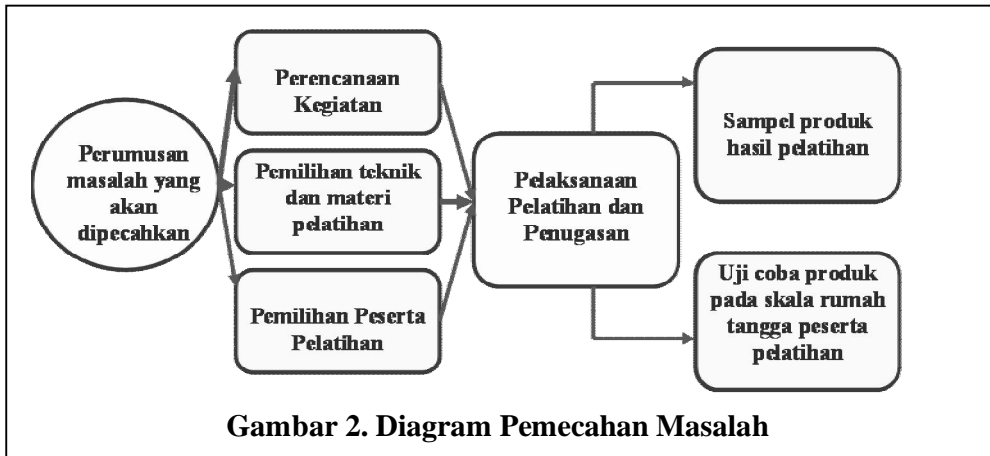 Perumusan
masalah yang
akan
dipecahkan
Perencanaan
Kegiatan
Pemilihan teknik
dan materi
pelatihan
Pemilihan Peserta
Pelatihan
Pelaksanaan
Pelatihan dan
Penugasan
Sampel produk
hasil pelatihan
Uji coba produk
pada skala rumah
tangga peserta
pelatihan
Gambar 2. Diagram Pemecahan Masalah